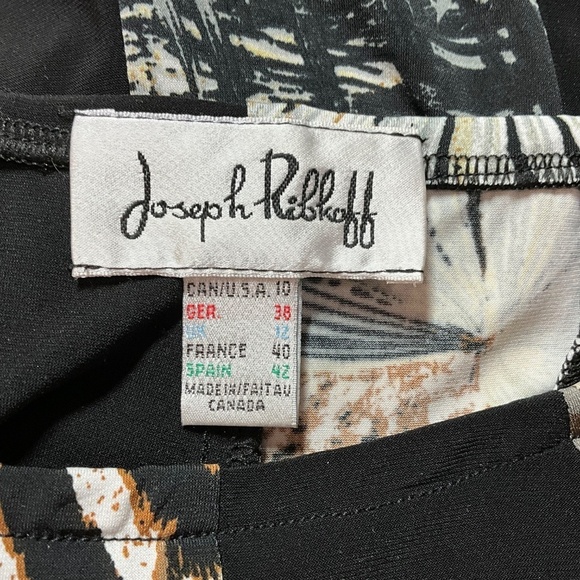 Joseph Ribkoff
CAN/U.S.A. 10
GER. 38
UK 12
FRANCE 40
SPAIN 42
MADE IN/FAIT AU
CANADA